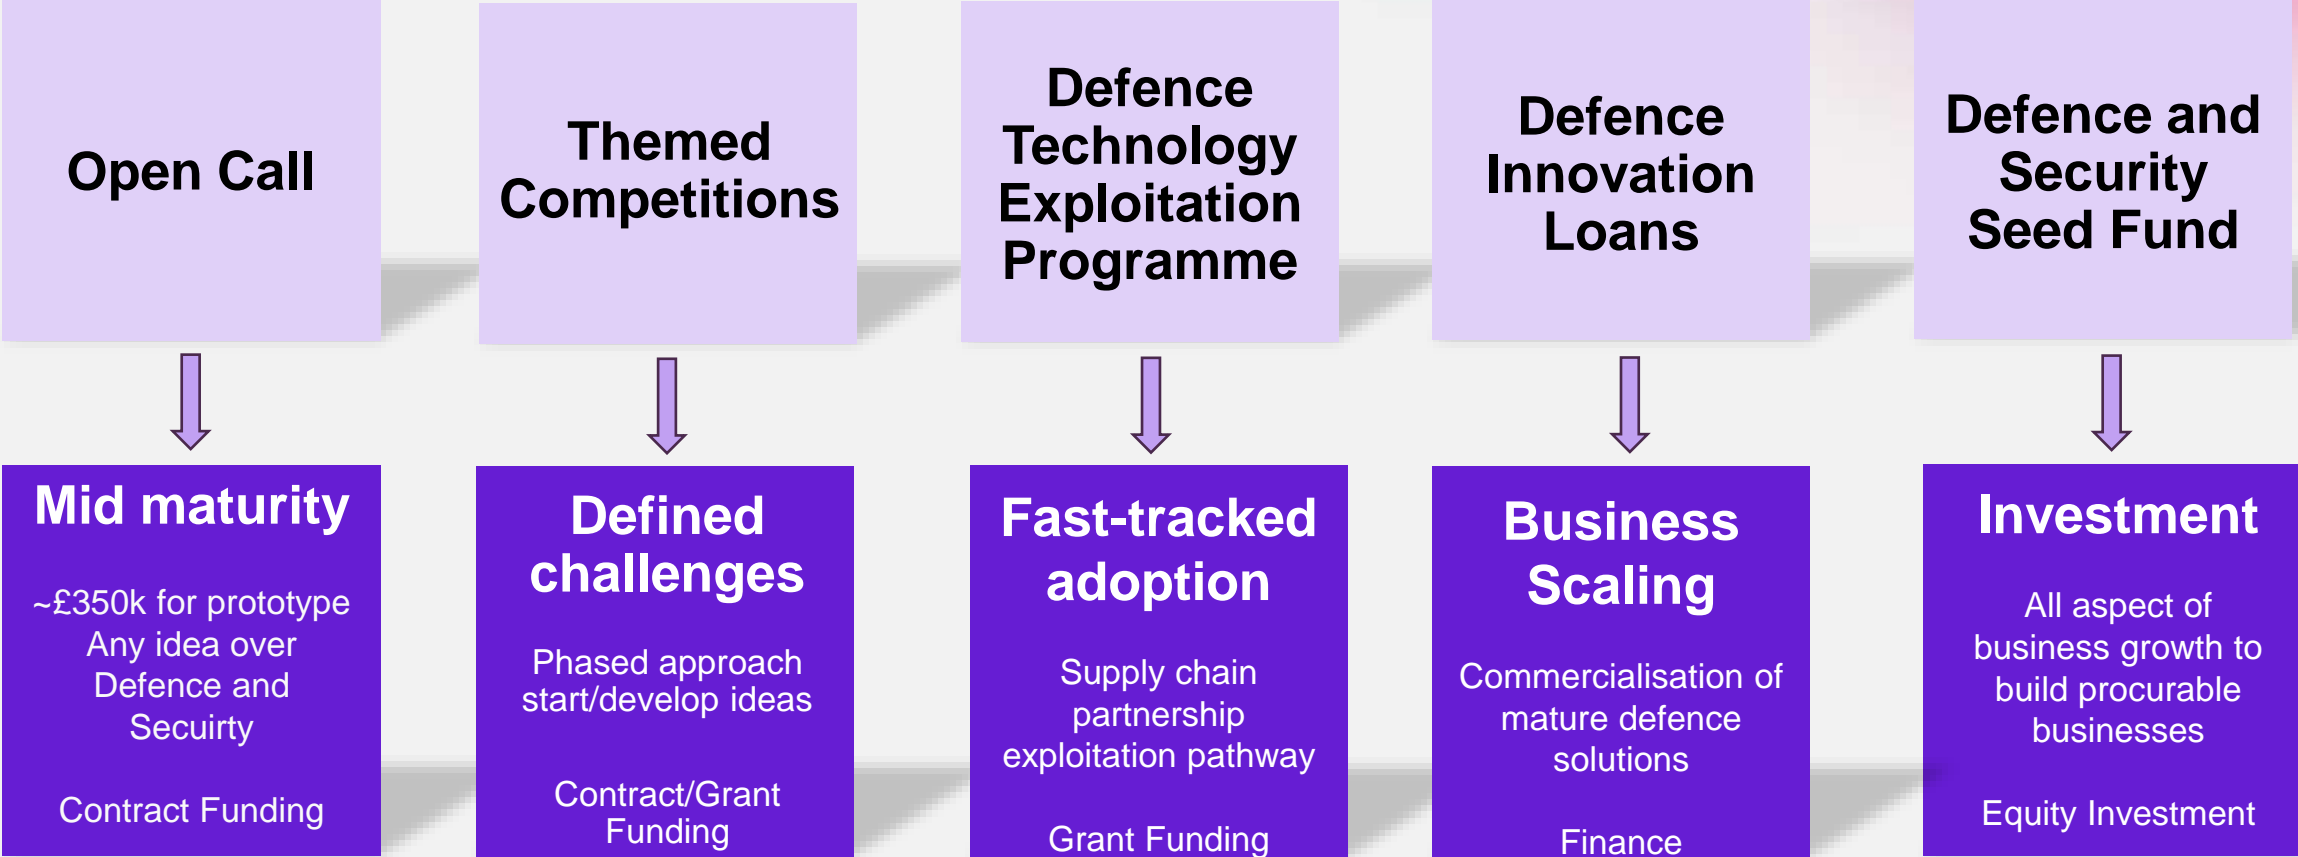 Open Call
Themed
Competitions
Defence
Technology
Exploitation
Programme
Defence
Innovation
Loans
Defence and
Security
Seed Fund
Mid maturity
~£350k for prototype
Any idea over
Defence and
Secuirty
Contract Funding
Defined
challenges
Phased approach
start/develop ideas
Contract/Grant
Funding
Fast-tracked
adoption
Supply chain
partnership
exploitation pathway
Grant Funding
Business
Scaling
Commercialisation of
mature defence
solutions
Finance
Investment
All aspect of
business growth to
build procurable
businesses
Equity Investment